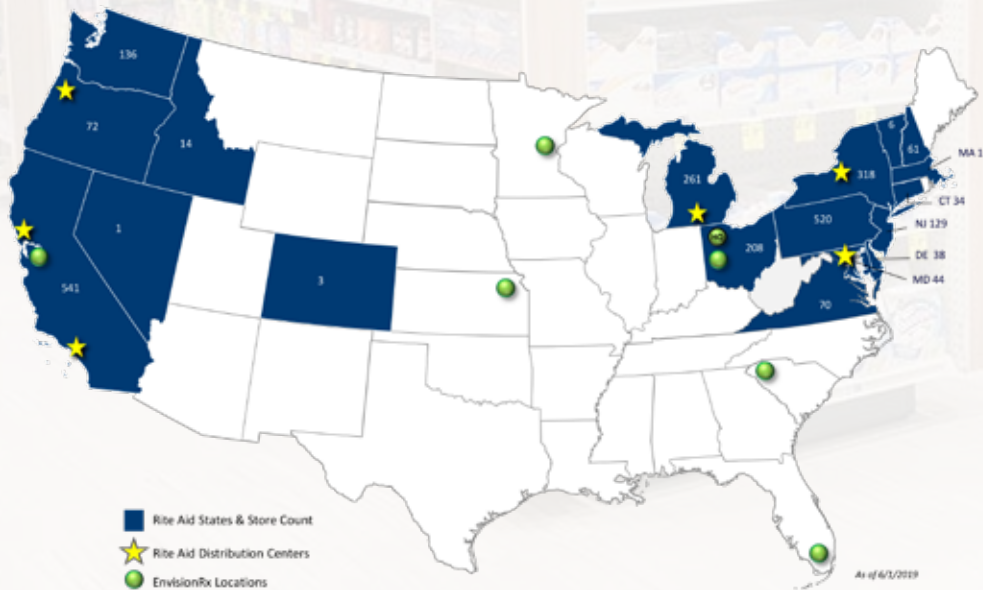 136
6
72
61
14
MA 1
261
318
CT 34
520
NJ 129
1
HQ
208
DE 38
3
MD 44
541
70
Rite Aid States & Store Count
Rite Aid Distribution Centers
EnvisionRx Locations
As of 6/1/2019